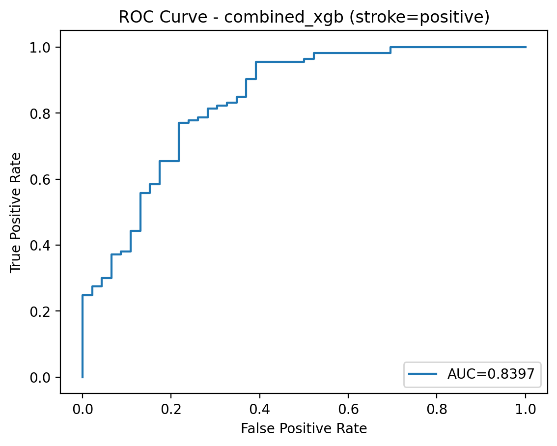 ROC Curve - combined_xgb (stroke=positive)
True Positive Rate
1.0
0.8
0.6
0.4
0.2
0.0
AUC=0.8397
0.0 0.2 0.4 0.6 0.8 1.0
False Positive Rate